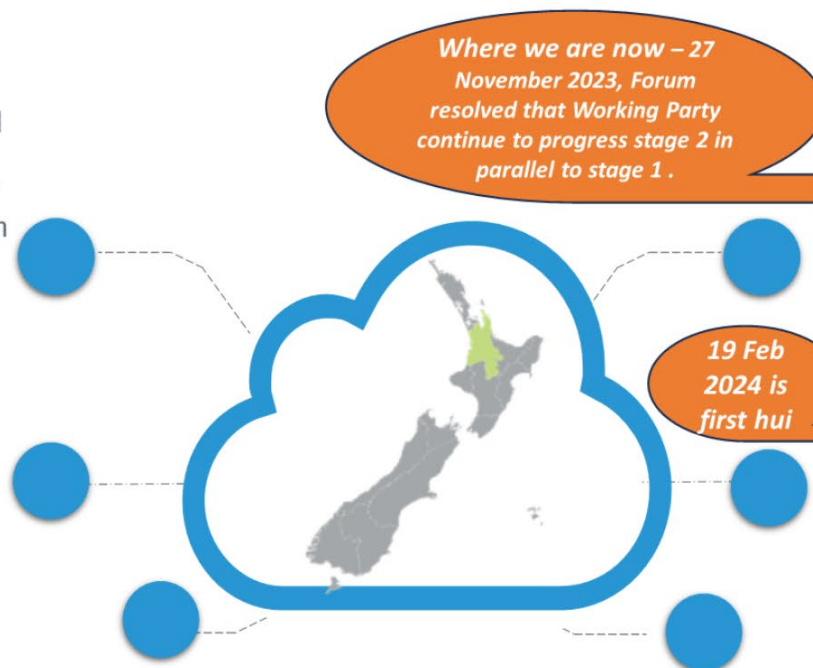 Where we are now – 27
November 2023, Forum
resolved that Working Party
continue to progress stage 2 in
parallel to stage 1 .
19 Feb
2024 is
first hui